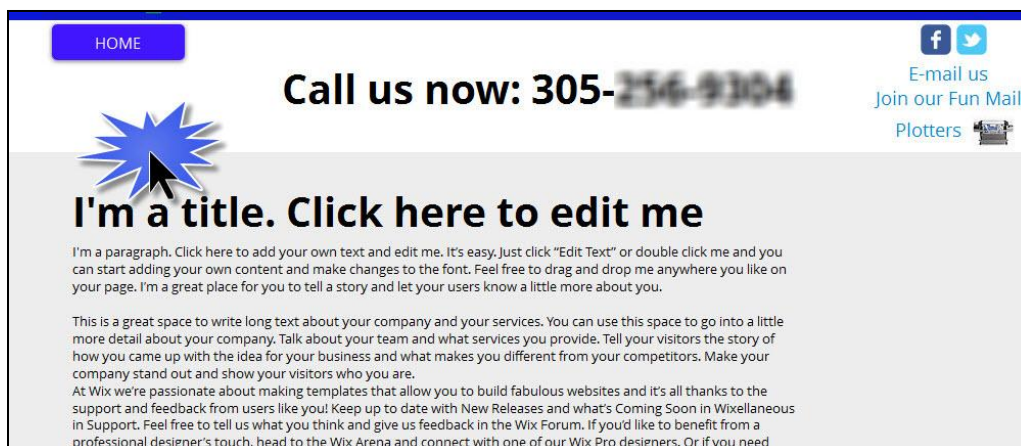 HOME
Call us now: 305-
E-mail us
Join our Fun Mail
Plotters
I'm a title. Click here to edit me
I'm a paragraph. Click here to add your own text and edit me. It's easy. Just click “Edit Text” or double click me and you
can start adding your own content and make changes to the font. Feel free to drag and drop me anywhere you like on
your page. I’m a great place for you to tell a story and let your users know a little more about you.
This is a great space to write long text about your company and your services. You can use this space to go into a little
more detail about your company. Talk about your team and what services you provide. Tell your visitors the story of
how you came up with the idea for your business and what makes you different from your competitors. Make your
company stand out and show your visitors who you are.
At Wix we’re passionate about making templates that allow you to build fabulous websites and it’s all thanks to the
support and feedback from users like you! Keep up to date with New Releases and what’s Coming Soon in Wixellaneous
in Support. Feel free to tell us what you think and give us feedback in the Wix Forum. If you’d like to benefit from a
professional designer’s touch, head to the Wix Arena and connect with one of our Wix Pro designers. Or if you need